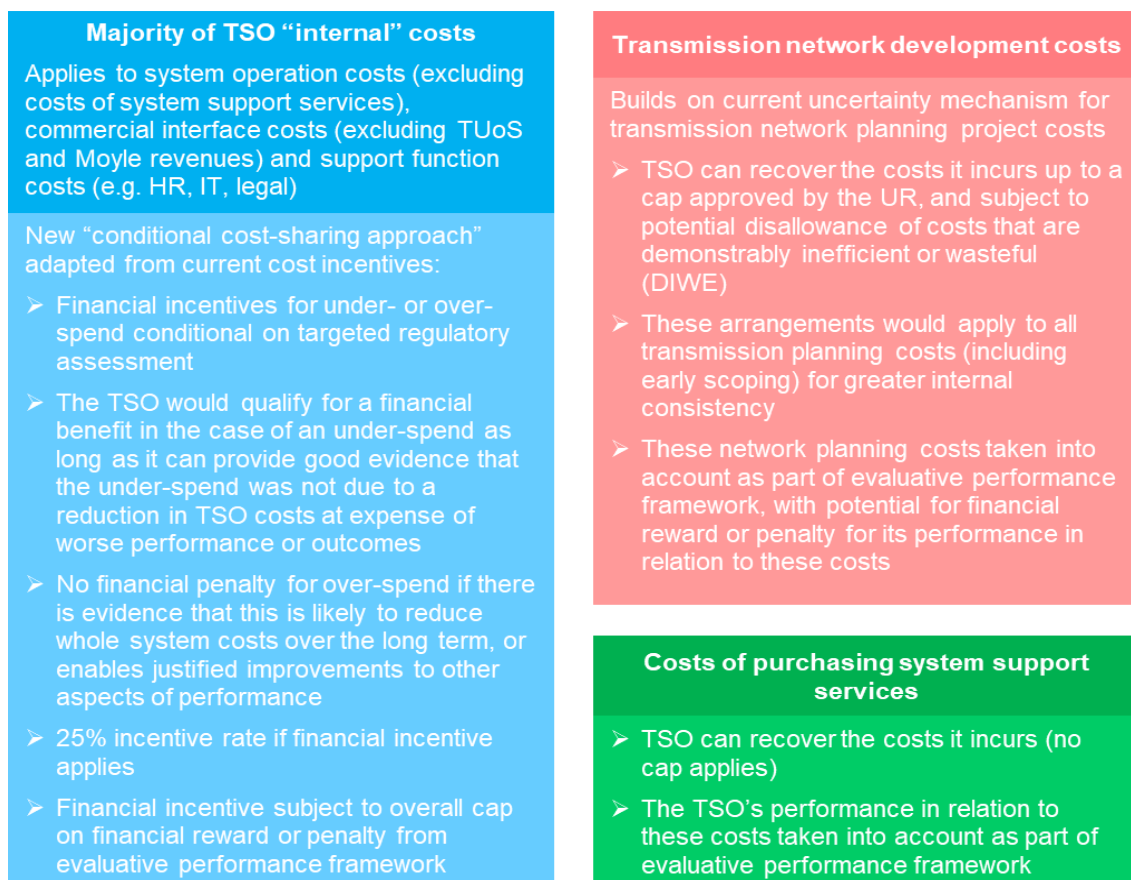 Majority of TSO “internal” costs
Applies to system operation costs (excluding
costs of system support services),
commercial interface costs (excluding TUoS
and Moyle revenues) and support function
costs (e.g. HR, IT, legal)
New “conditional cost-sharing approach”
adapted from current cost incentives:
➢ Financial incentives for under- or over-
spend conditional on targeted regulatory
assessment
➢ The TSO would qualify for a financial
benefit in the case of an under-spend as
long as it can provide good evidence that
the under-spend was not due to a
reduction in TSO costs at expense of
worse performance or outcomes
➢ No financial penalty for over-spend if there
is evidence that this is likely to reduce
whole system costs over the long term, or
enables justified improvements to other
aspects of performance
➢ 25% incentive rate if financial incentive
applies
➢ Financial incentive subject to overall cap
on financial reward or penalty from
evaluative performance framework
Transmission network development costs
Builds on current uncertainty mechanism for
transmission network planning project costs
➢ TSO can recover the costs it incurs up to a
cap approved by the UR, and subject to
potential disallowance of costs that are
demonstrably inefficient or wasteful
(DIWE)
➢ These arrangements would apply to all
transmission planning costs (including
early scoping) for greater internal
consistency
➢ These network planning costs taken into
account as part of evaluative performance
framework, with potential for financial
reward or penalty for its performance in
relation to these costs
Costs of purchasing system support
services
➢ TSO can recover the costs it incurs (no
cap applies)
➢ The TSO’s performance in relation to
these costs taken into account as part of
evaluative performance framework